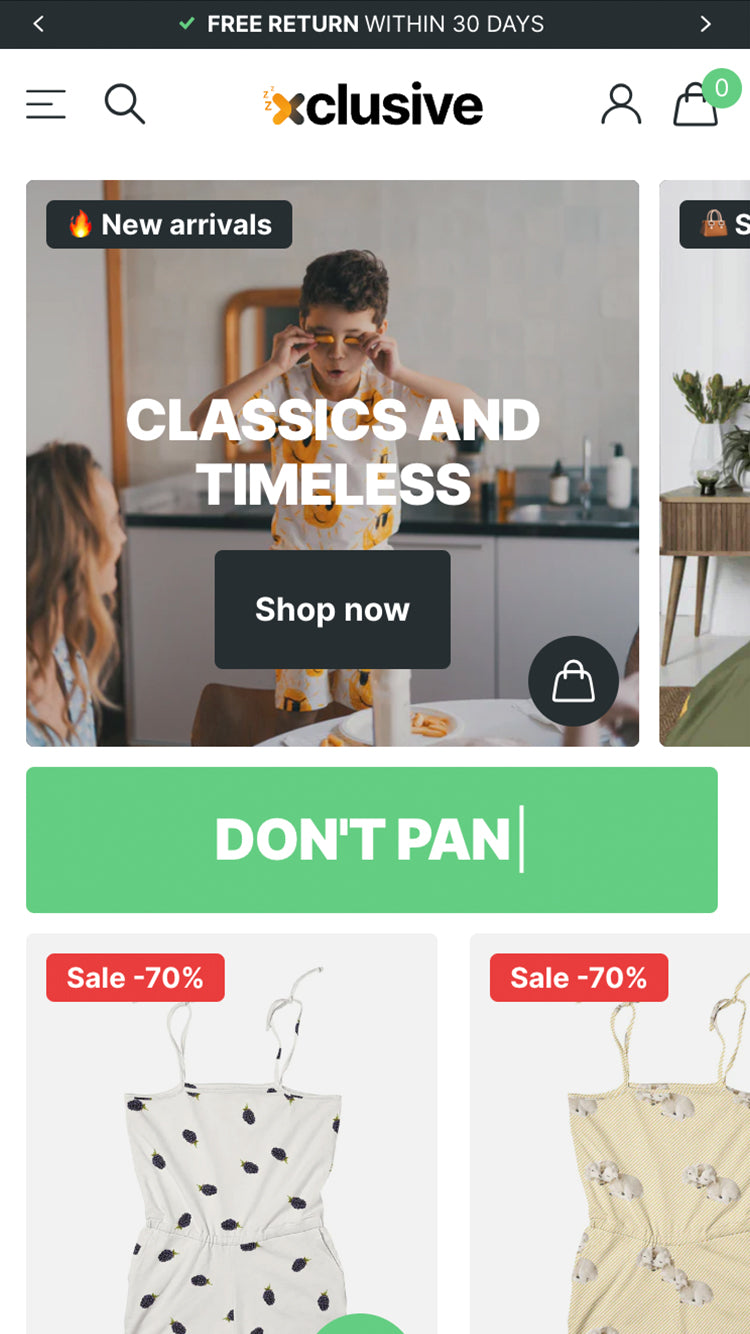 FREE RETURN WITHIN 30 DAYS
zzxclusive
0
🔥 New arrivals
👜 S
CLASSICS AND
TIMELESS
Shop now
DON'T PAN
Sale -70%
Sale -70%